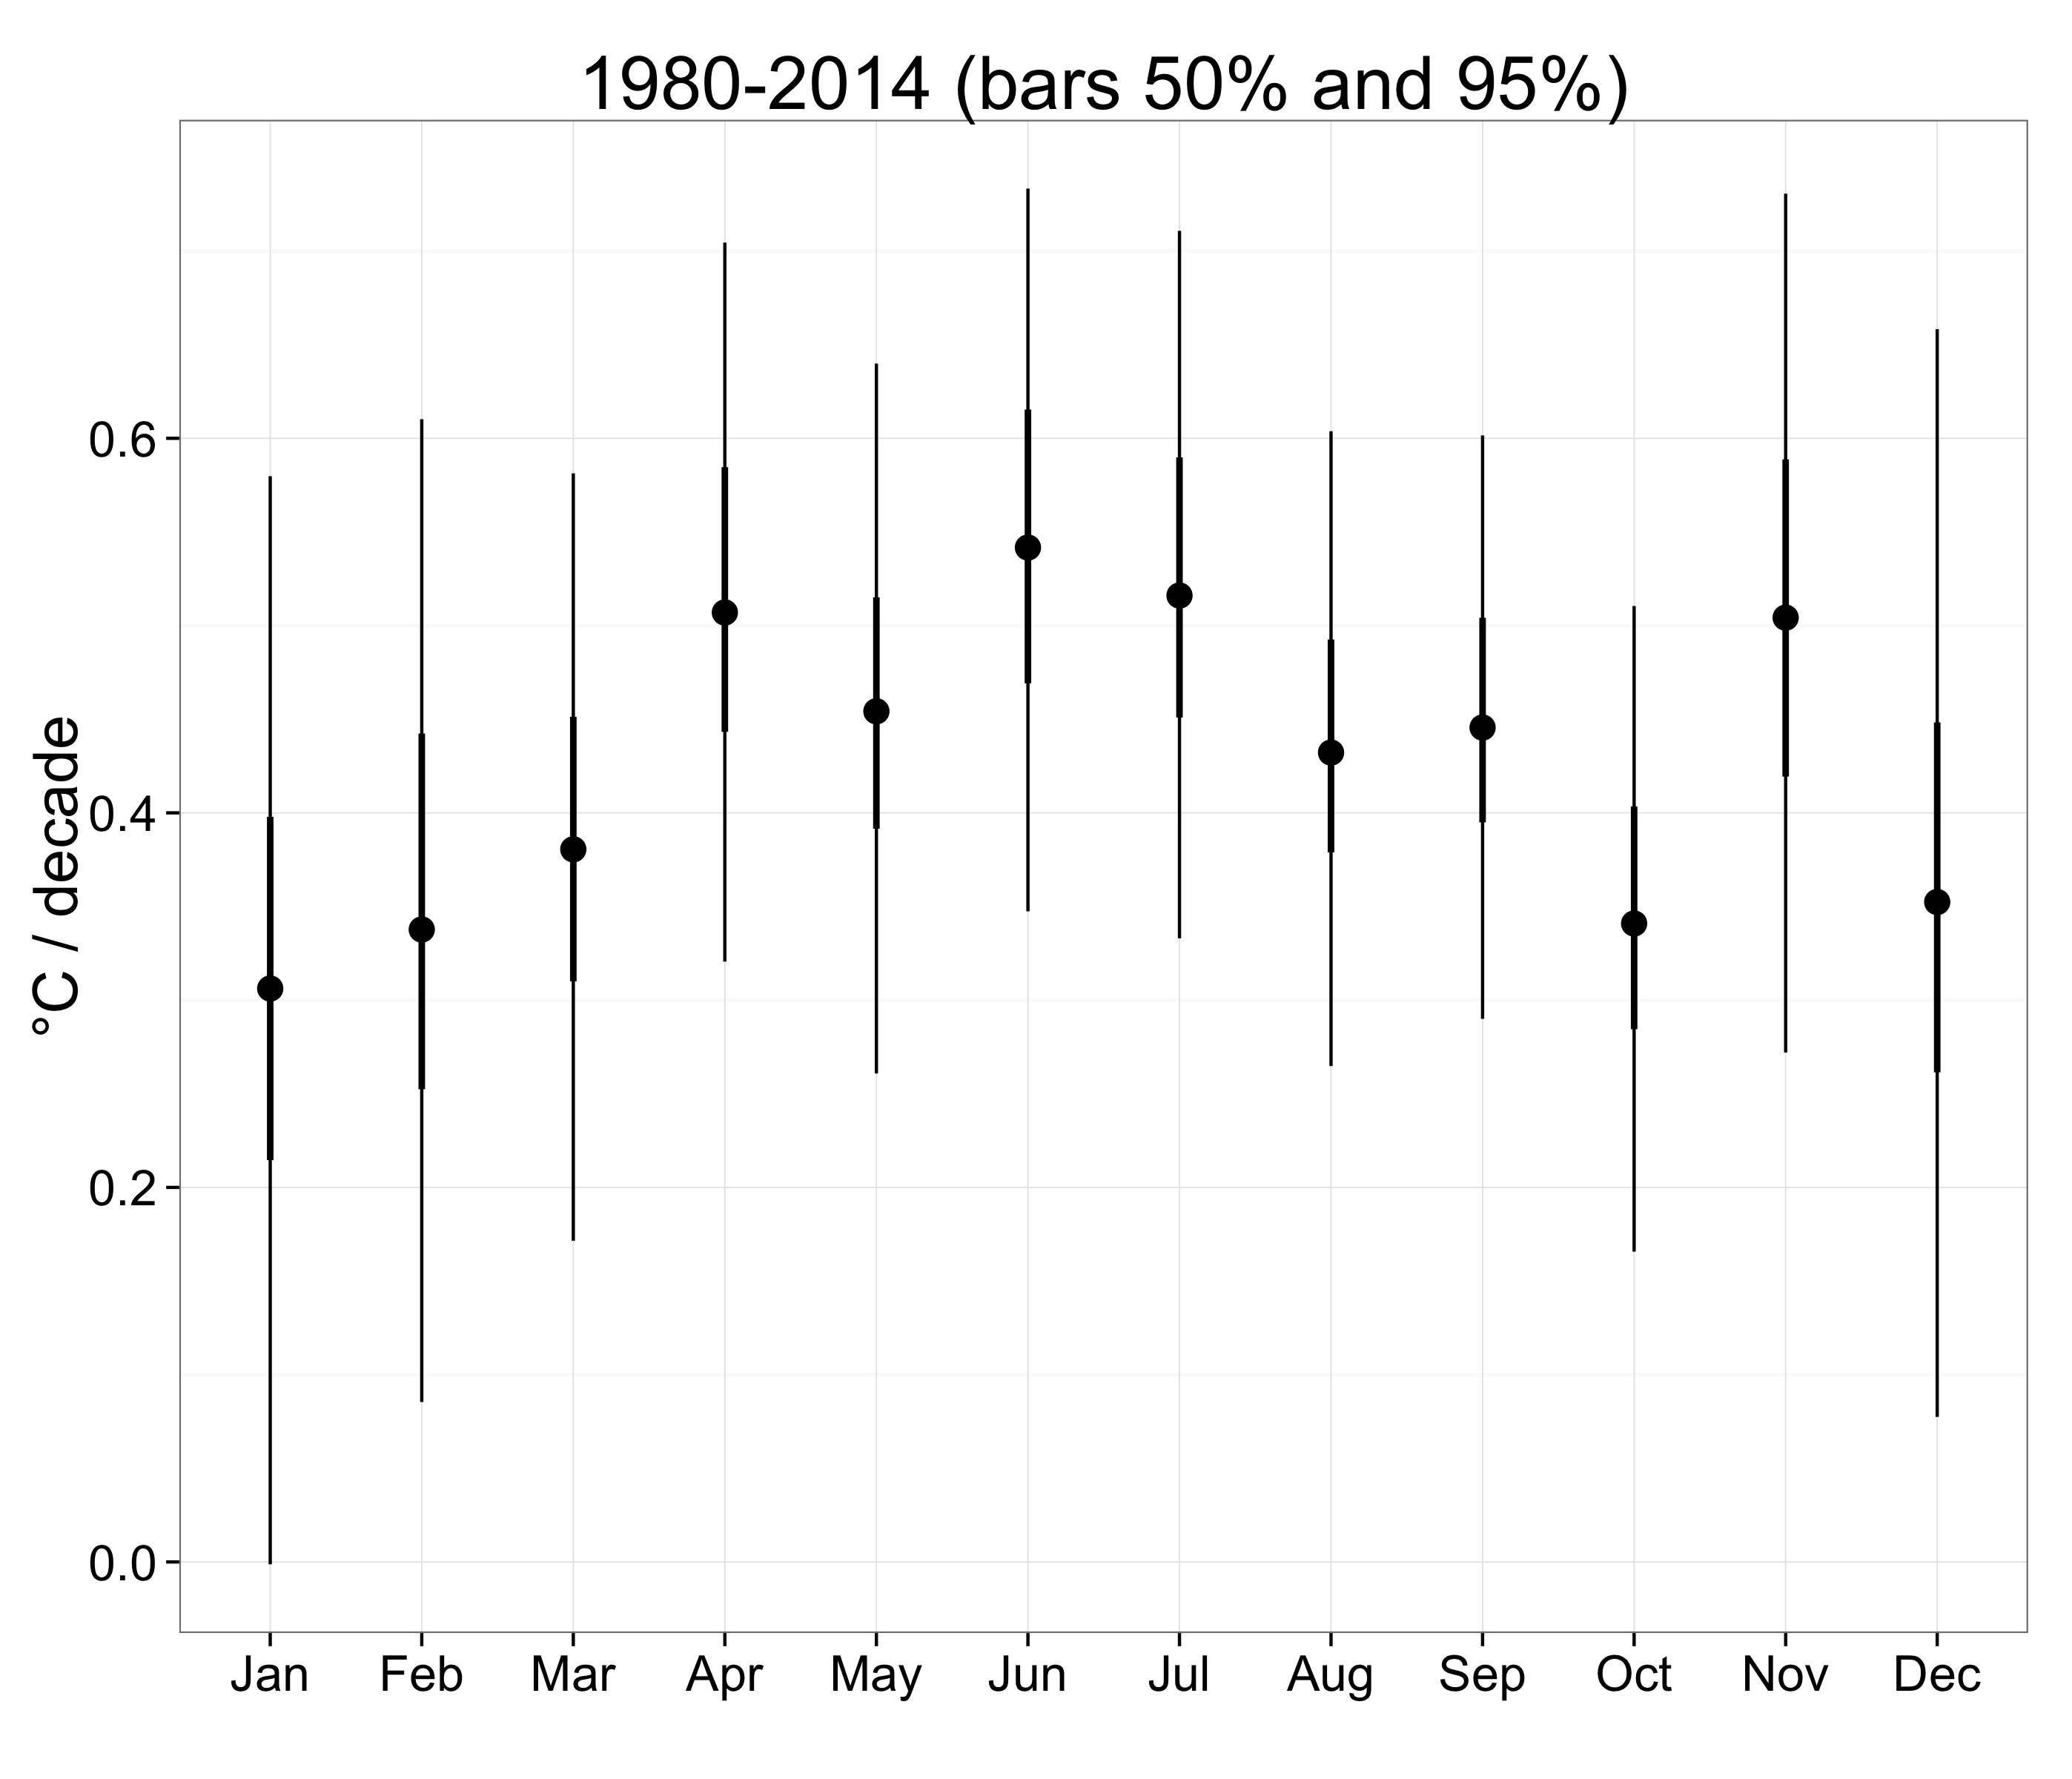 1980-2014 (bars 50% and 95%)
°C / decade
0.6
0.4
0.2
0.0
Jan Feb Mar Apr May Jun Jul Aug Sep Oct Nov Dec